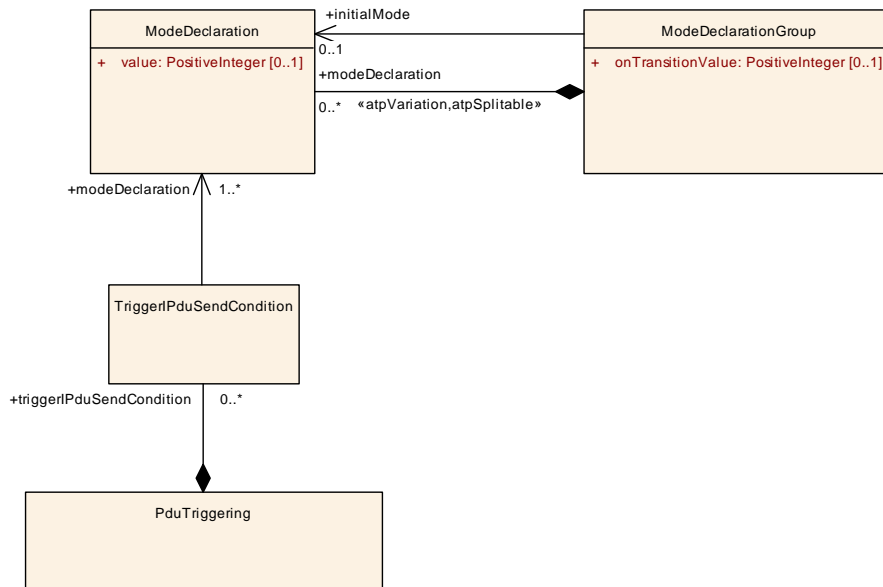 +initialMode
ModeDeclaration
ModeDeclarationGroup
0..1
+ value: PositiveInteger [0..1]
+ onTransitionValue: PositiveInteger [0..1]
+modeDeclaration
0..* «atpVariation,atpSplitable»
+modeDeclaration 1..*
TriggerIPduSendCondition
+triggerIPduSendCondition 0..*
PduTriggering